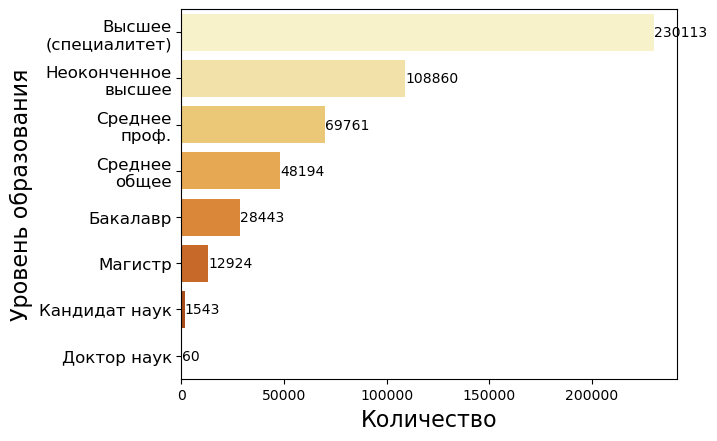 Уровень образования
Высшее
(специалитет)
230113
Неоконченное
высшее
108860
Среднее
проф.
69761
Среднее
общее
48194
Бакалавр
28443
Магистр
12924
Кандидат наук
1543
Доктор наук
60
0
50000
100000
150000
200000
Количество